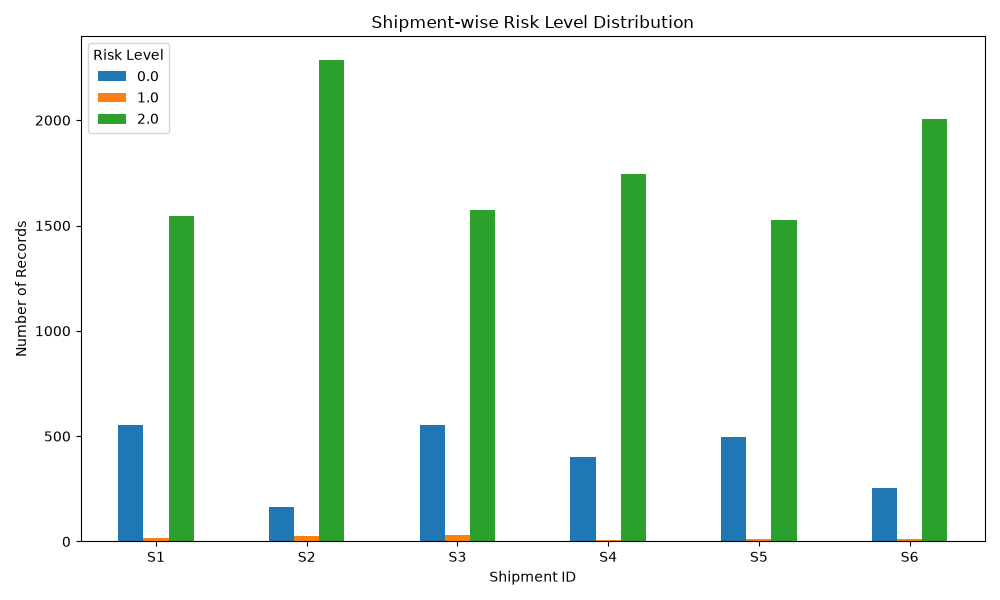 Shipment-wise Risk Level Distribution
Risk Level
0.0
1.0
2.0
Number of Records
2000
1500
1000
500
0
S1 S2 S3 S4 S5 S6
Shipment ID